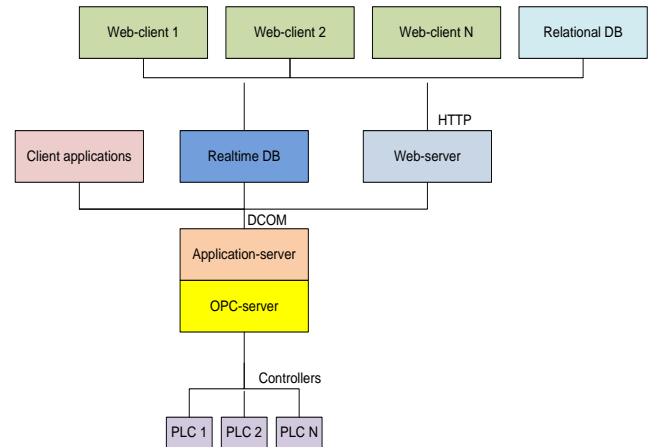 Web-client 1
Web-client 2
Web-client N
Relational DB
HTTP
Client applications
Realtime DB
Web-server
DCOM
Application-server
OPC-server
Controllers
PLC 1
PLC 2
PLC N